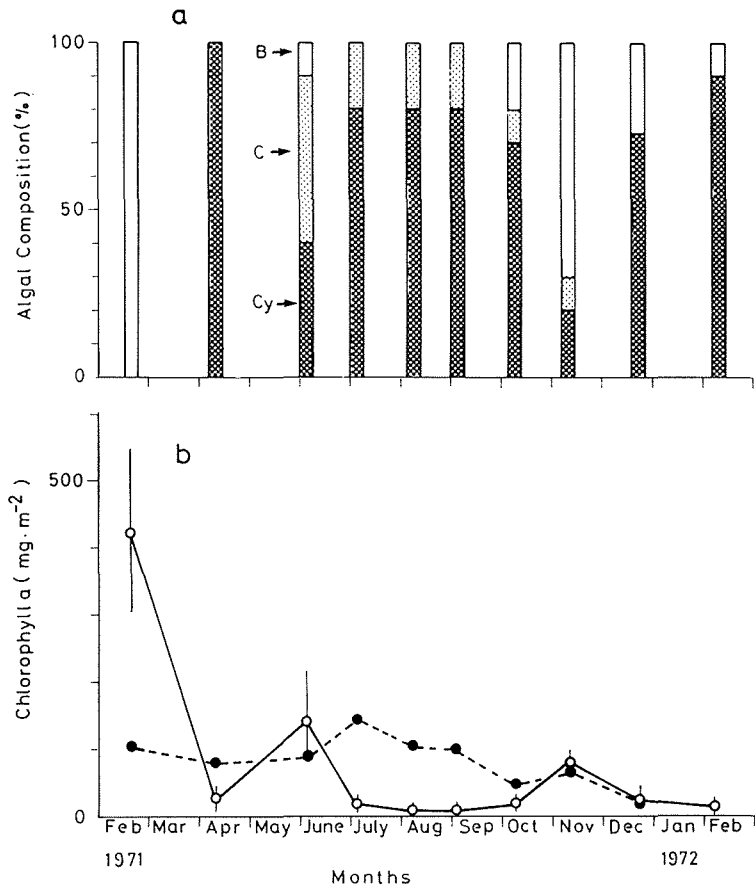 a
100
50
0
Algal Composition(%)
B
C
Cy
b
500
0
Chlorophyll a ( mg · m⁻²)
Feb Mar Apr May June July Aug Sep Oct Nov Dec Jan Feb
1971 1972
Months